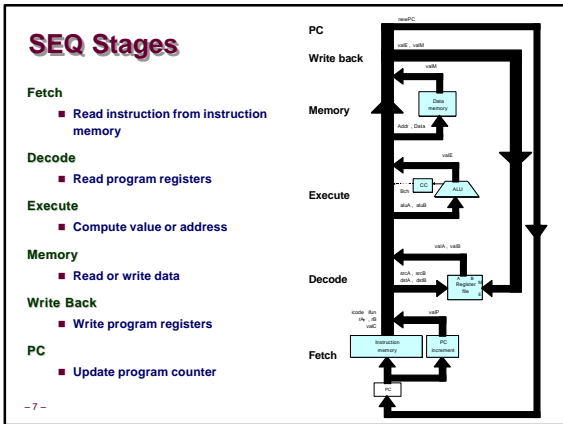 SEQ Stages
Fetch
■ Read instruction from instruction
memory
Decode
■ Read program registers
Execute
■ Compute value or address
Memory
■ Read or write data
Write Back
■ Write program registers
PC
■ Update program counter
– 7 –
newPC
PC
valE , valM
Write back
valM
Data
memory
Memory
Addr , Data
valE
CC
ALU
Bch
Execute
aluA , aluB
valA , valB
srcA , srcB
dstA , dstB
A B
M
Register
file
E
Decode
icode ifun
rA , rB
valC
valP
Instruction
memory
PC
increment
Fetch
PC